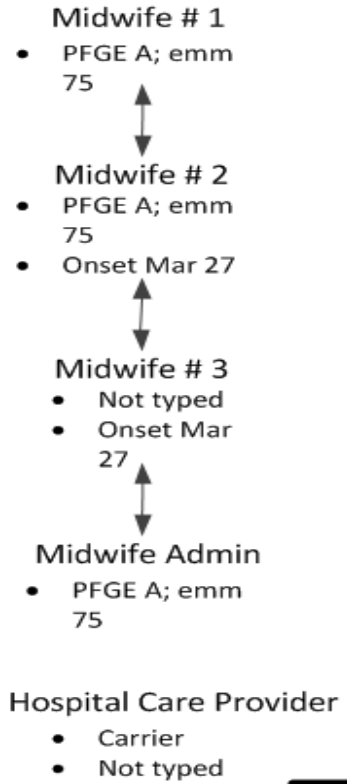 Midwife # 1
• PFGE A; emm
75
Midwife # 2
• PFGE A; emm
75
• Onset Mar 27
Midwife # 3
• Not typed
• Onset Mar
27
Midwife Admin
• PFGE A; emm
75
Hospital Care Provider
• Carrier
• Not typed